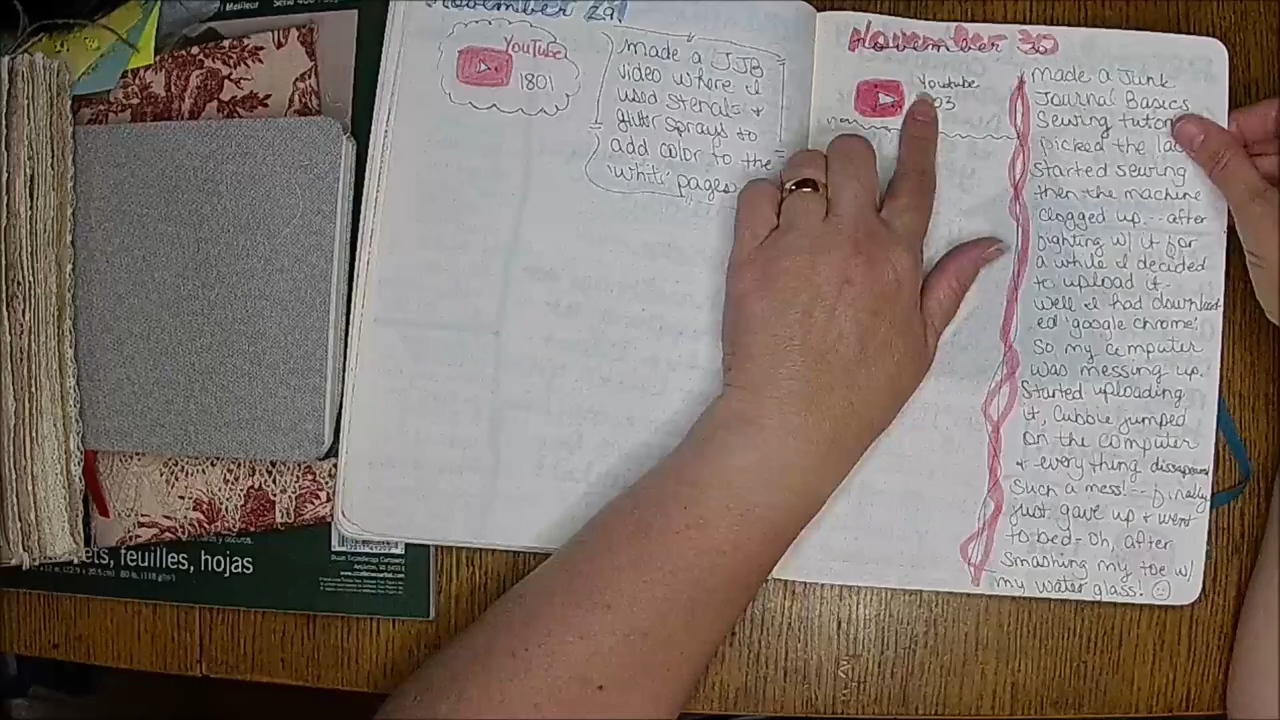 November 29
YouTube
1801
made a JJB
video where I
used stencils +
glitter sprays to
add color to the
'white' pages
November 30
Youtube
03
made a Junk
Journal Basics
Sewing tutor
picked the la
Started sewing
then the machine
clogged up -- after
fighting w/ it for
a while I decided
to upload it -
well I had download
ed 'google chrome'
So my computer
was messing up.
Started uploading
it, Cubbie jumped
on the computer
+ everything disappeared
Such a mess! -- finally
just gave up + went
to bed - Oh, after
Smashing my toe w/
my water glass!
ets, feuilles, hojas